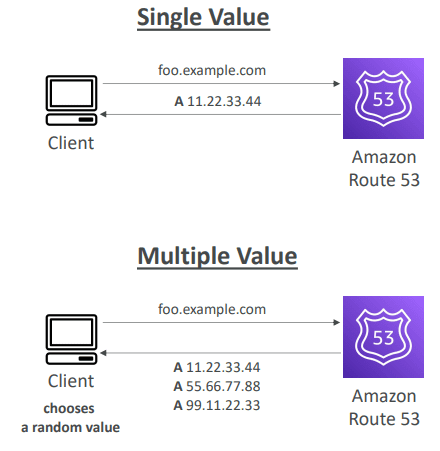 Single Value
foo.example.com
A 11.22.33.44
53
Client
Amazon
Route 53
Multiple Value
foo.example.com
53
A 11.22.33.44
A 55.66.77.88
A 99.11.22.33
Client
chooses
a random value
Amazon
Route 53